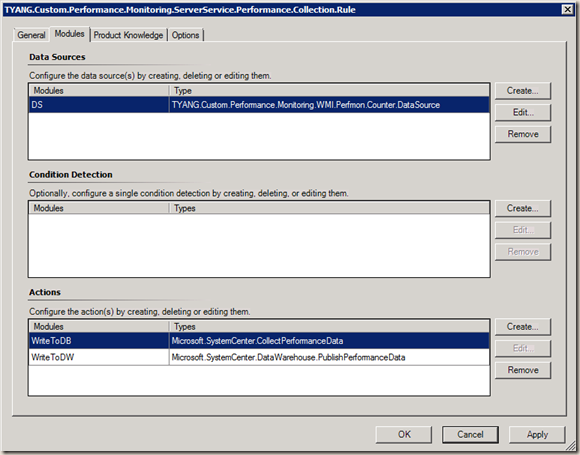 TYANG.Custom.Performance.Monitoring.ServerService.Performance.Collection.Rule
General Modules Product Knowledge Options
Data Sources
Configure the data source(s) by creating, deleting or editing them.
Modules Type Create...
DS TYANG.Custom.Performance.Monitoring.WMI.Perfmon.Counter.DataSource
Edit...
Remove
Condition Detection
Optionally, configure a single condition detection by creating, deleting, or editing them.
Modules Types Create...
Edit...
Remove
Actions
Configure the action(s) by creating, deleting or editing them.
Modules Types Create...
WriteToDB Microsoft.SystemCenter.CollectPerformanceData Edit...
WriteToDW Microsoft.SystemCenter.DataWarehouse.PublishPerformanceData
Remove
OK Cancel Apply